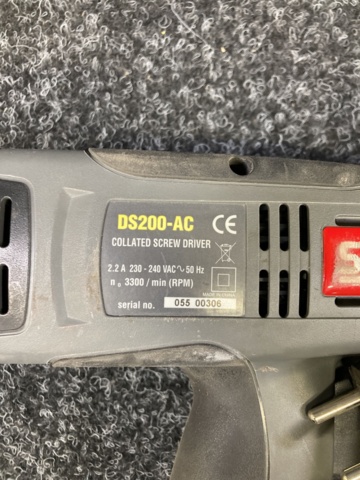 DS200-AC CE
COLLATED SCREW DRIVER
2.2 A 230 - 240 VAC ∿ 50 Hz
n₀ 3300 / min (RPM)
serial no. 055 00306
S